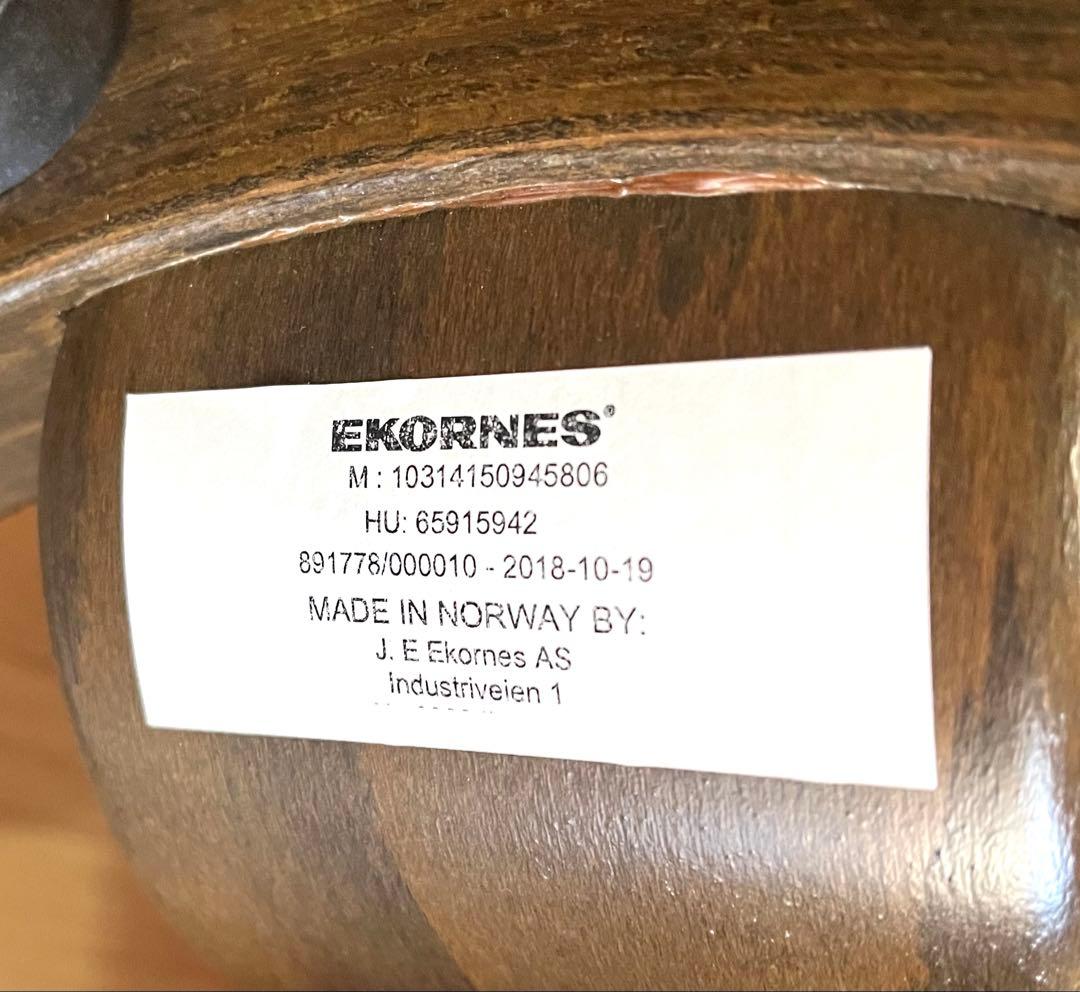 EKORNES®
M : 10314150945806
HU: 65915942
891778/000010 - 2018-10-19
MADE IN NORWAY BY:
J. E Ekornes AS
Industriveien 1